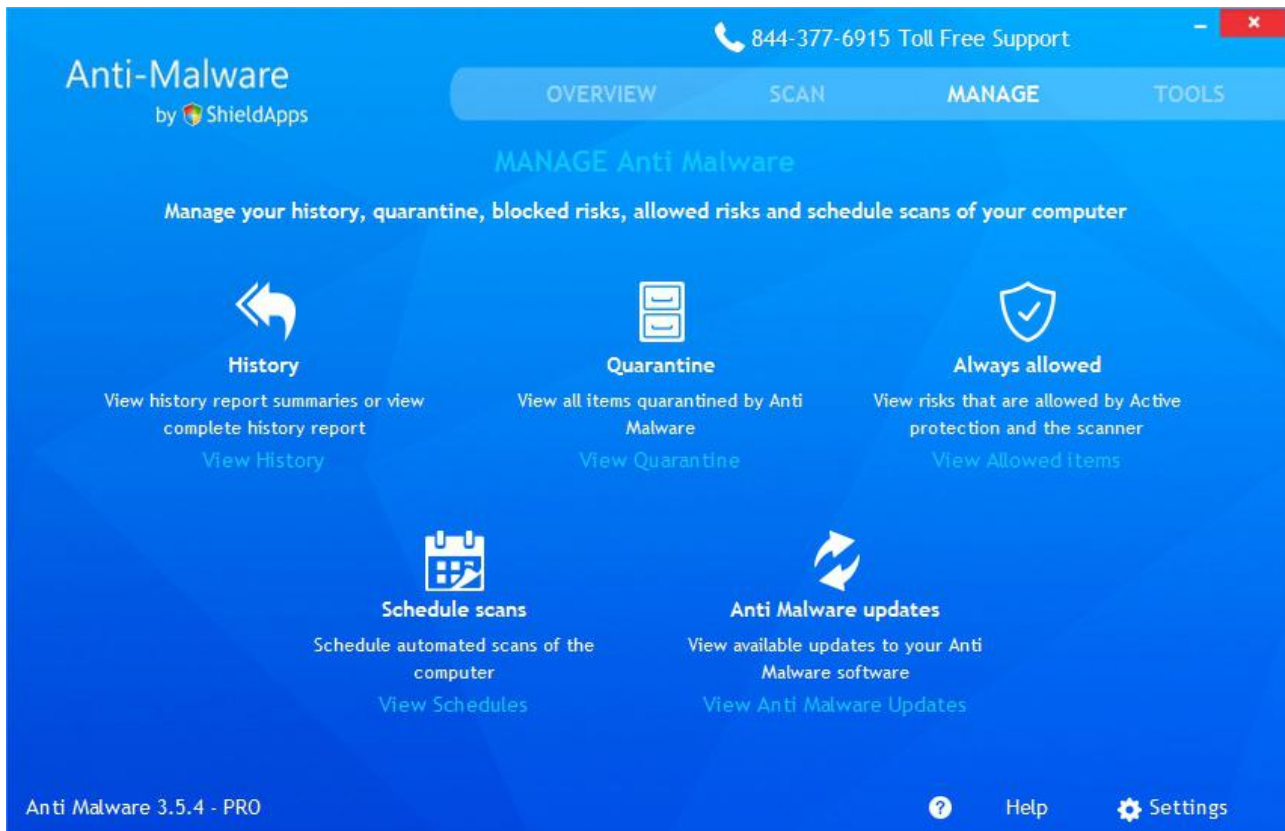 844-377-6915 Toll Free Support
Anti-Malware
by ShieldApps
OVERVIEW SCAN MANAGE TOOLS
MANAGE Anti Malware
Manage your history, quarantine, blocked risks, allowed risks and schedule scans of your computer
History
View history report summaries or view
complete history report
View History
Quarantine
View all items quarantined by Anti
Malware
View Quarantine
Always allowed
View risks that are allowed by Active
protection and the scanner
View Allowed items
Schedule scans
Schedule automated scans of the
computer
View Schedules
Anti Malware updates
View available updates to your Anti
Malware software
View Anti Malware Updates
Anti Malware 3.5.4 - PRO
? Help Settings